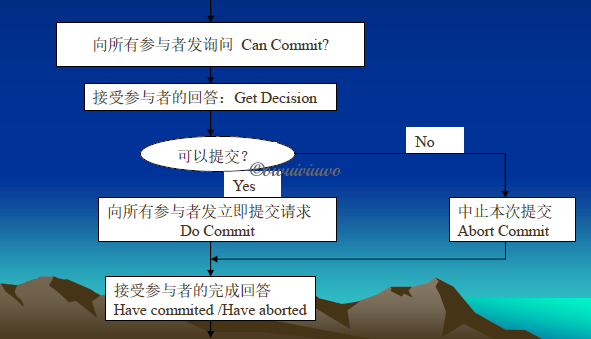 向所有参与者发询问 Can Commit?
接受参与者的回答：Get Decision
可以提交？
No
Yes
向所有参与者发立即提交请求
Do Commit
中止本次提交
Abort Commit
接受参与者的完成回答
Have commited /Have aborted